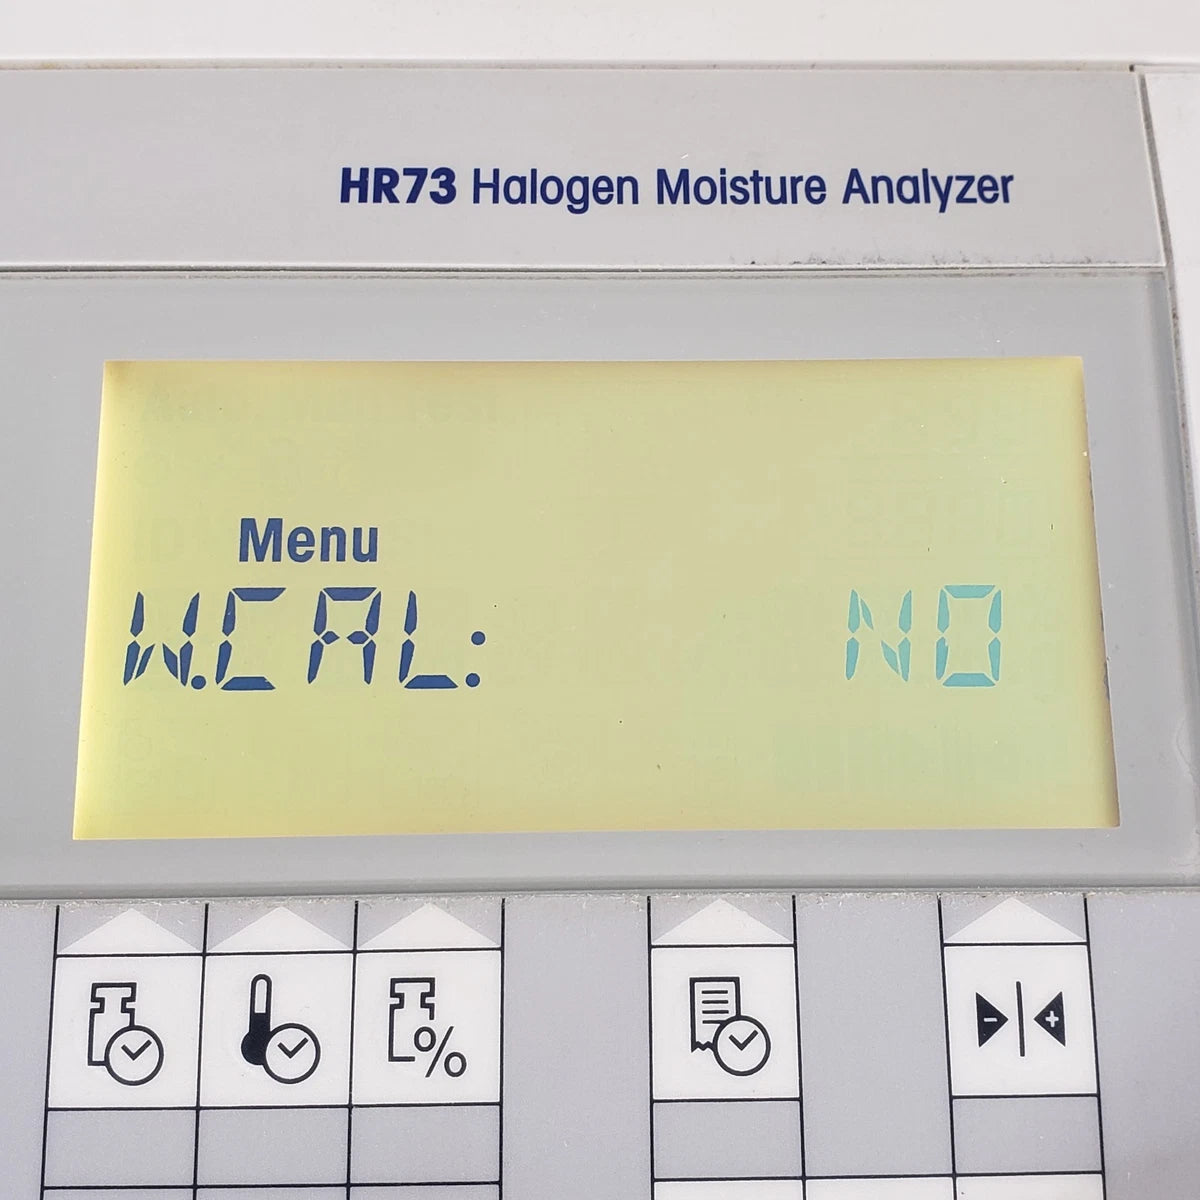 HR73 Halogen Moisture Analyzer
Menu
W.CAL: NO
%
- +